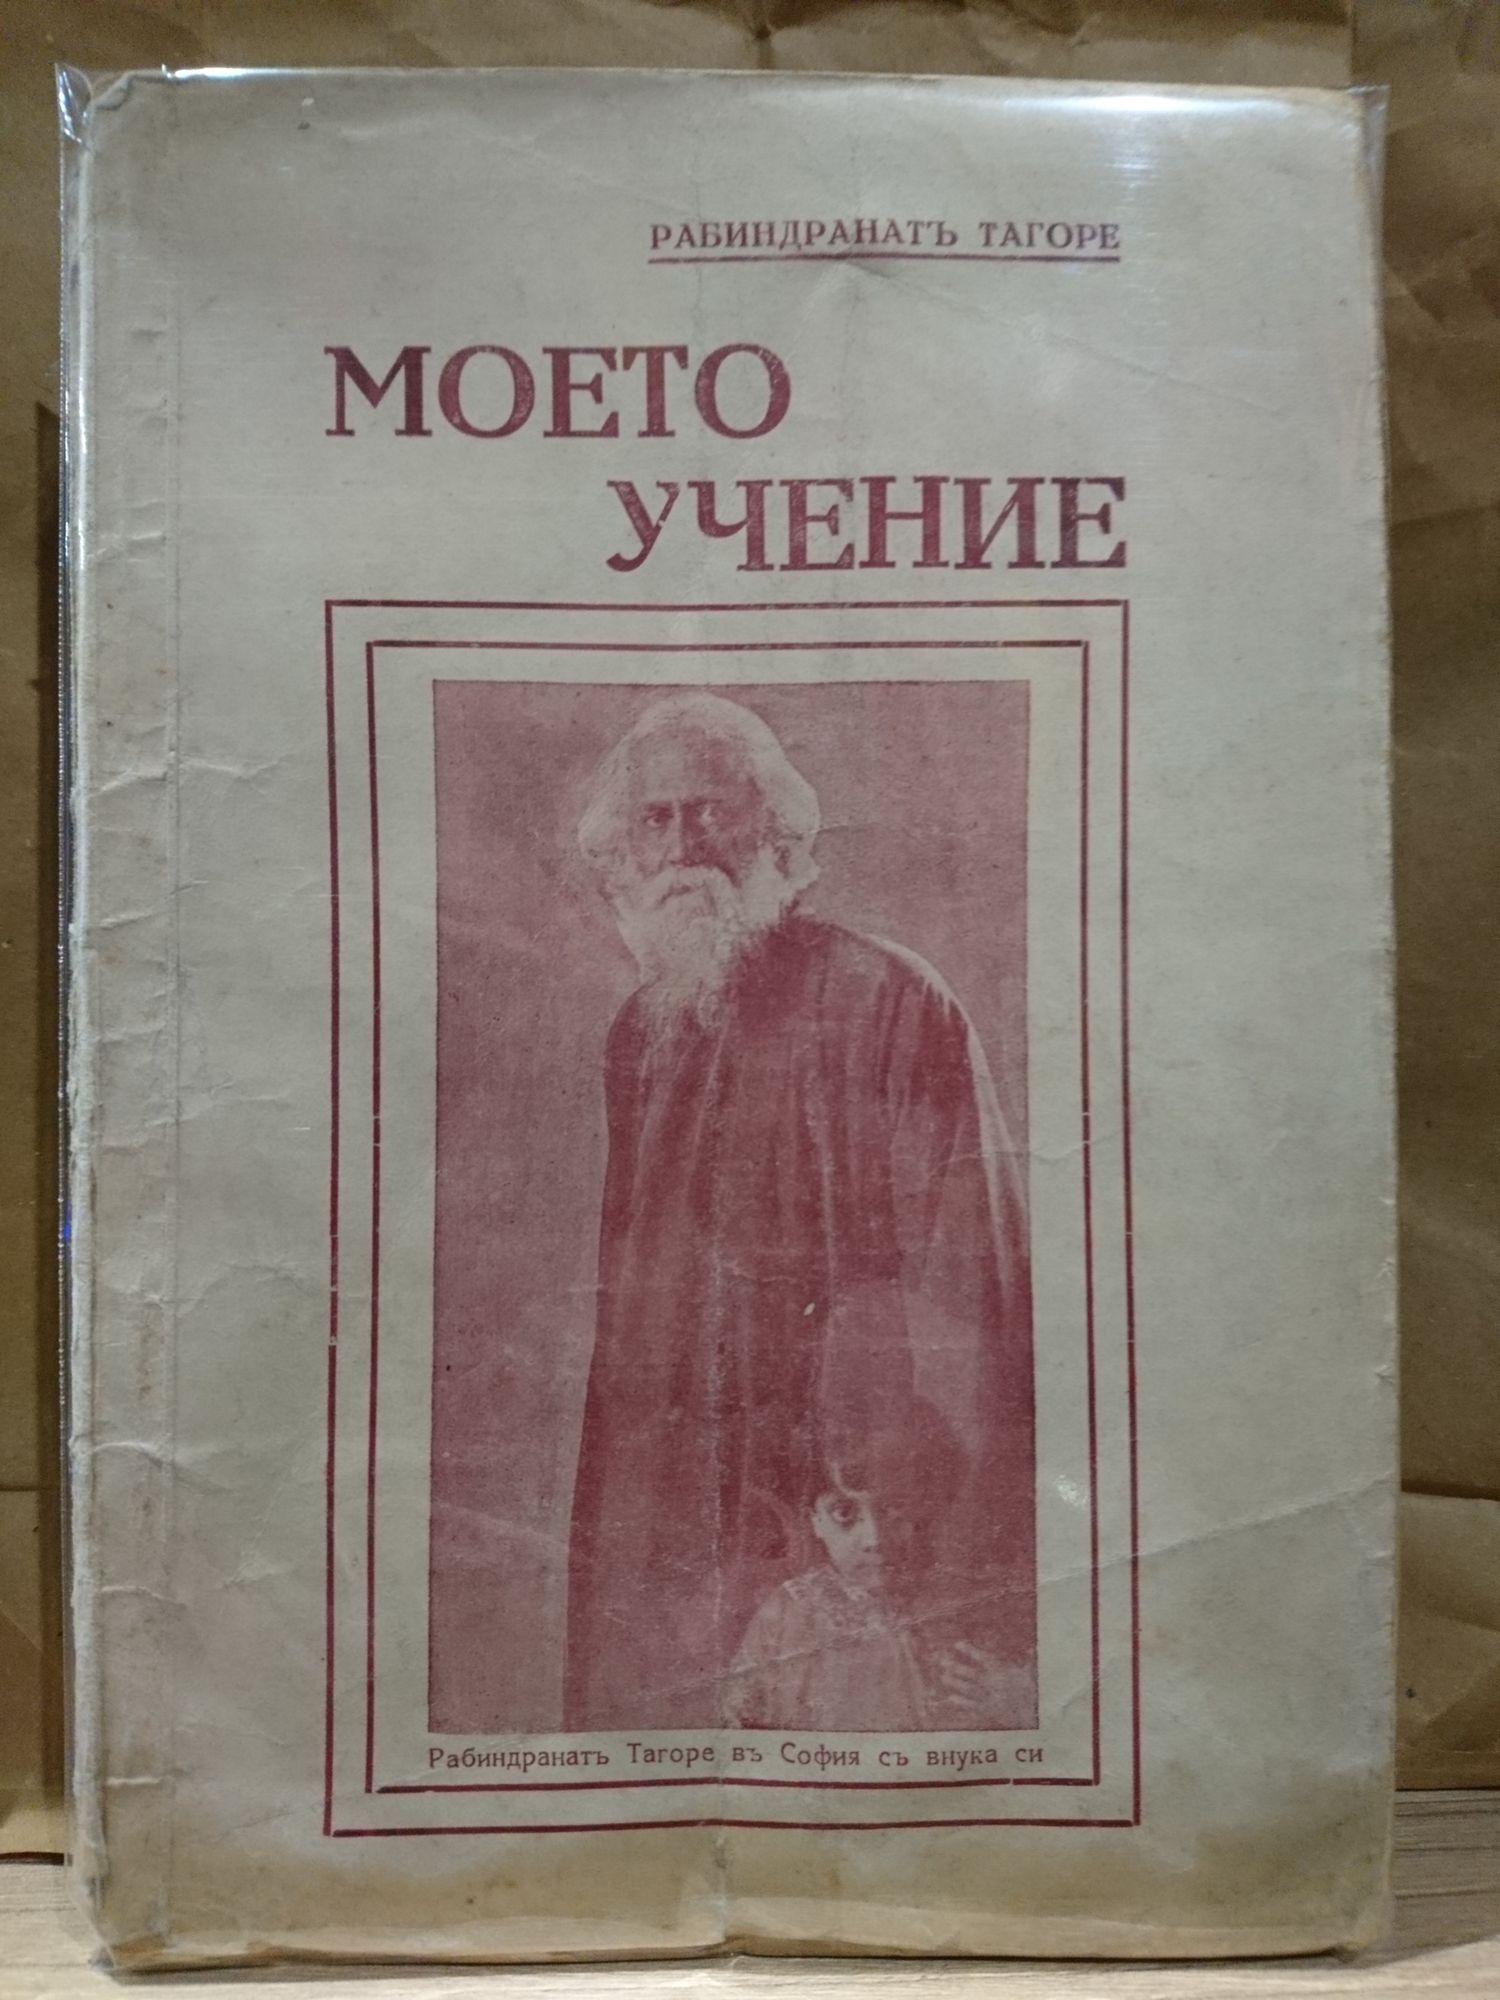 РАБИНДРАНАТЪ ТАГОРЕ
МОЕТО
УЧЕНИЕ
Рабиндранатъ Тагоре въ София съ внука си